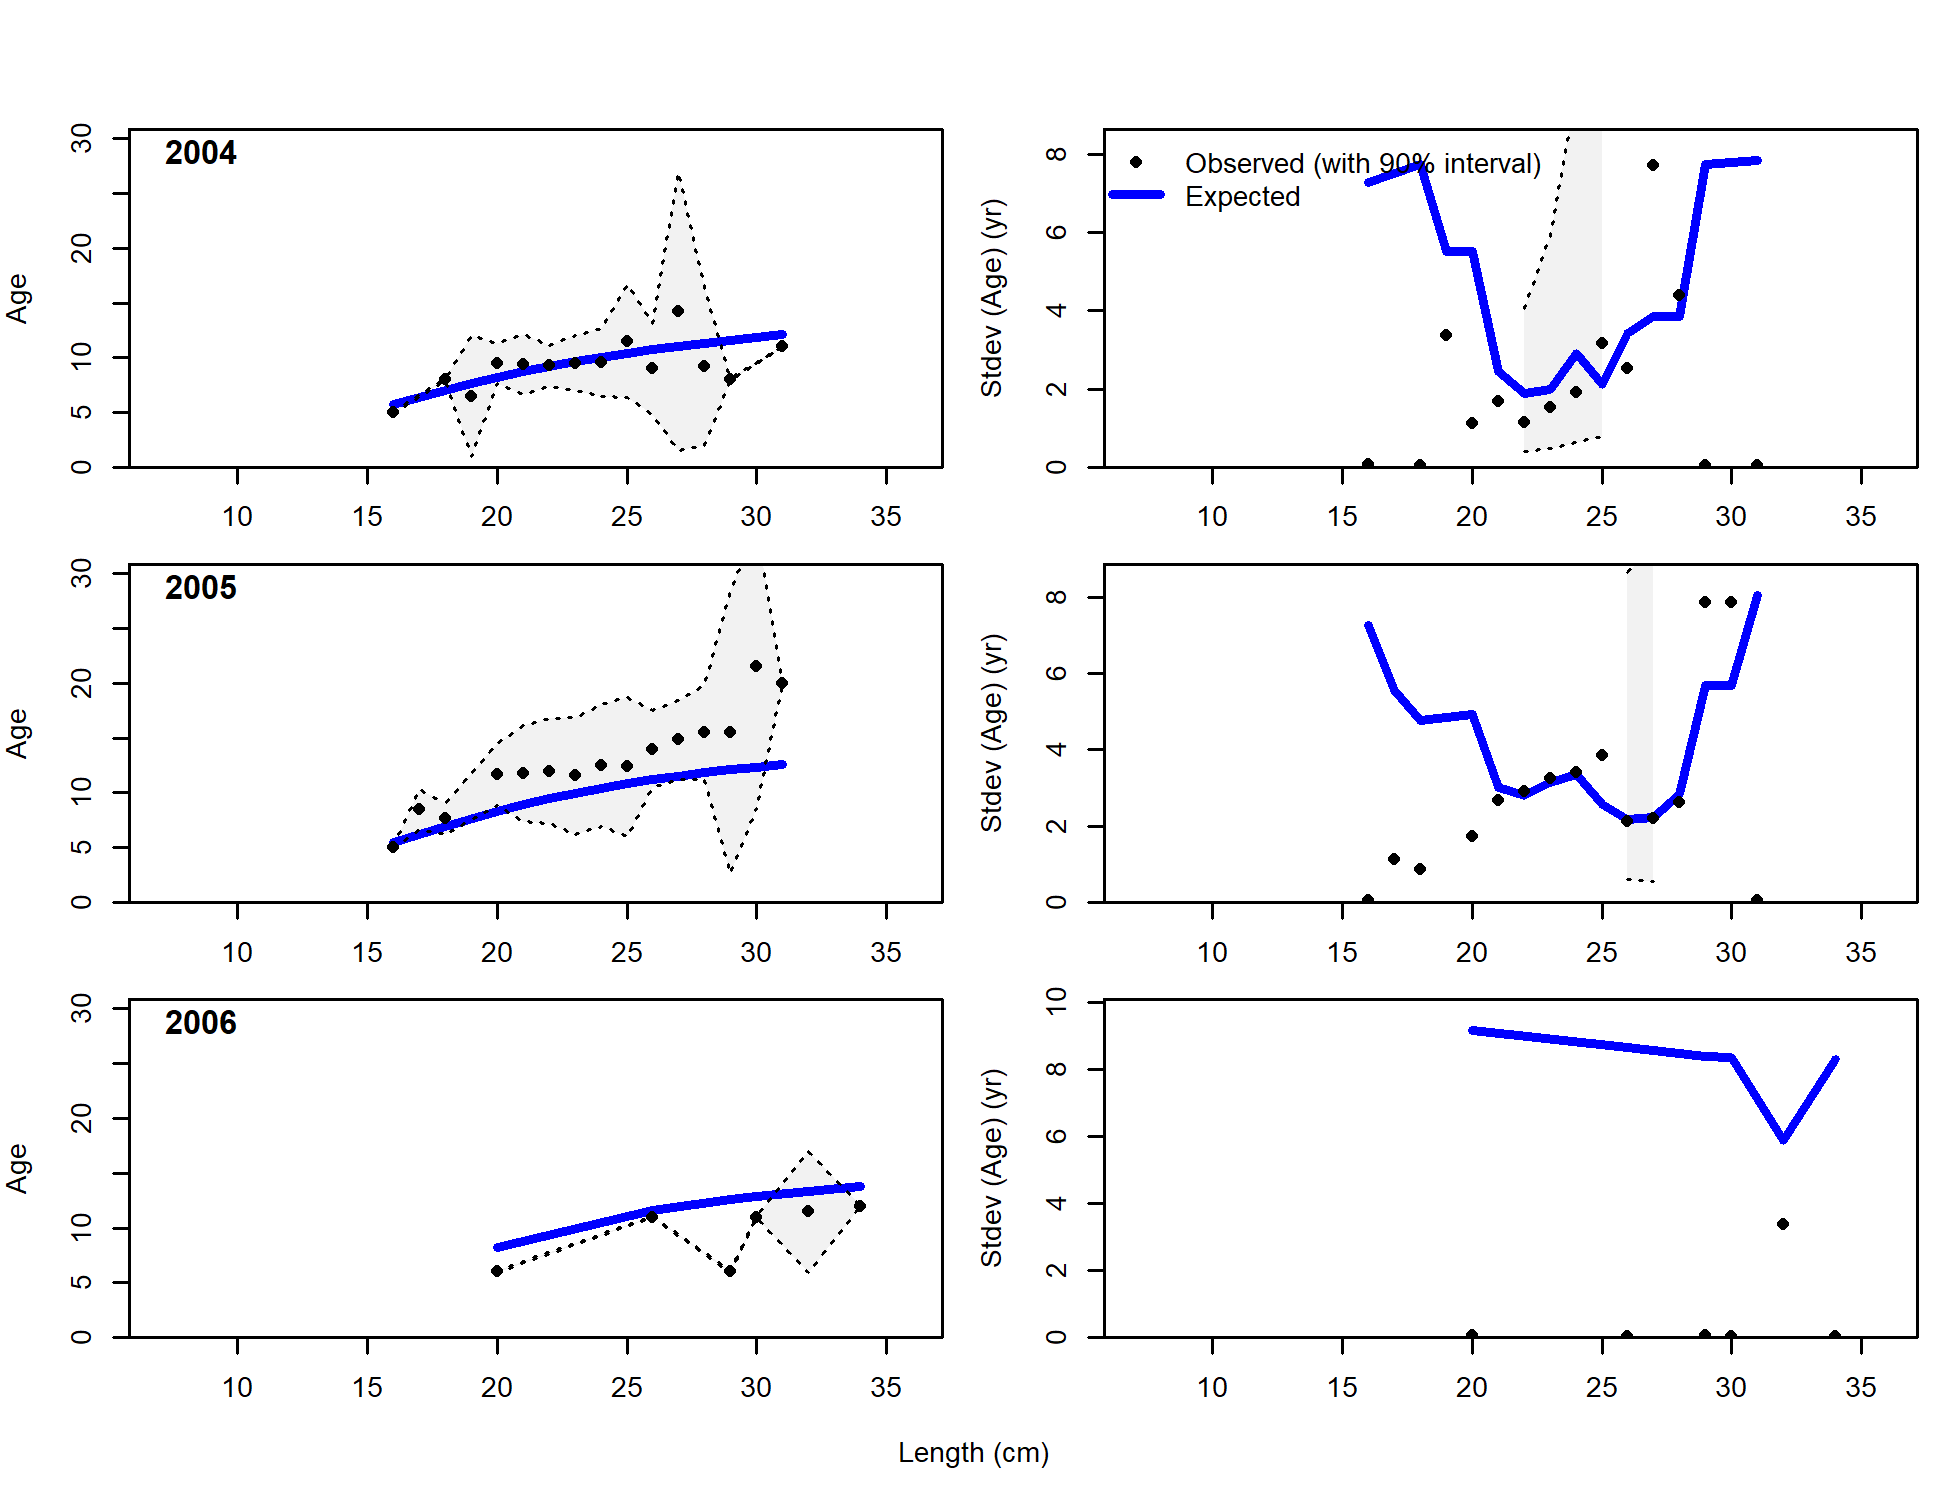 2004
Age
0 5 10 20 30
10 15 20 25 30 35
Observed (with 90% interval)
Expected
Stdev (Age) (yr)
0 2 4 6 8
10 15 20 25 30 35
2005
Age
0 5 10 20 30
10 15 20 25 30 35
Stdev (Age) (yr)
0 2 4 6 8
10 15 20 25 30 35
2006
Age
0 5 10 20 30
10 15 20 25 30 35
Stdev (Age) (yr)
0 2 4 6 8 10
10 15 20 25 30 35
Length (cm)